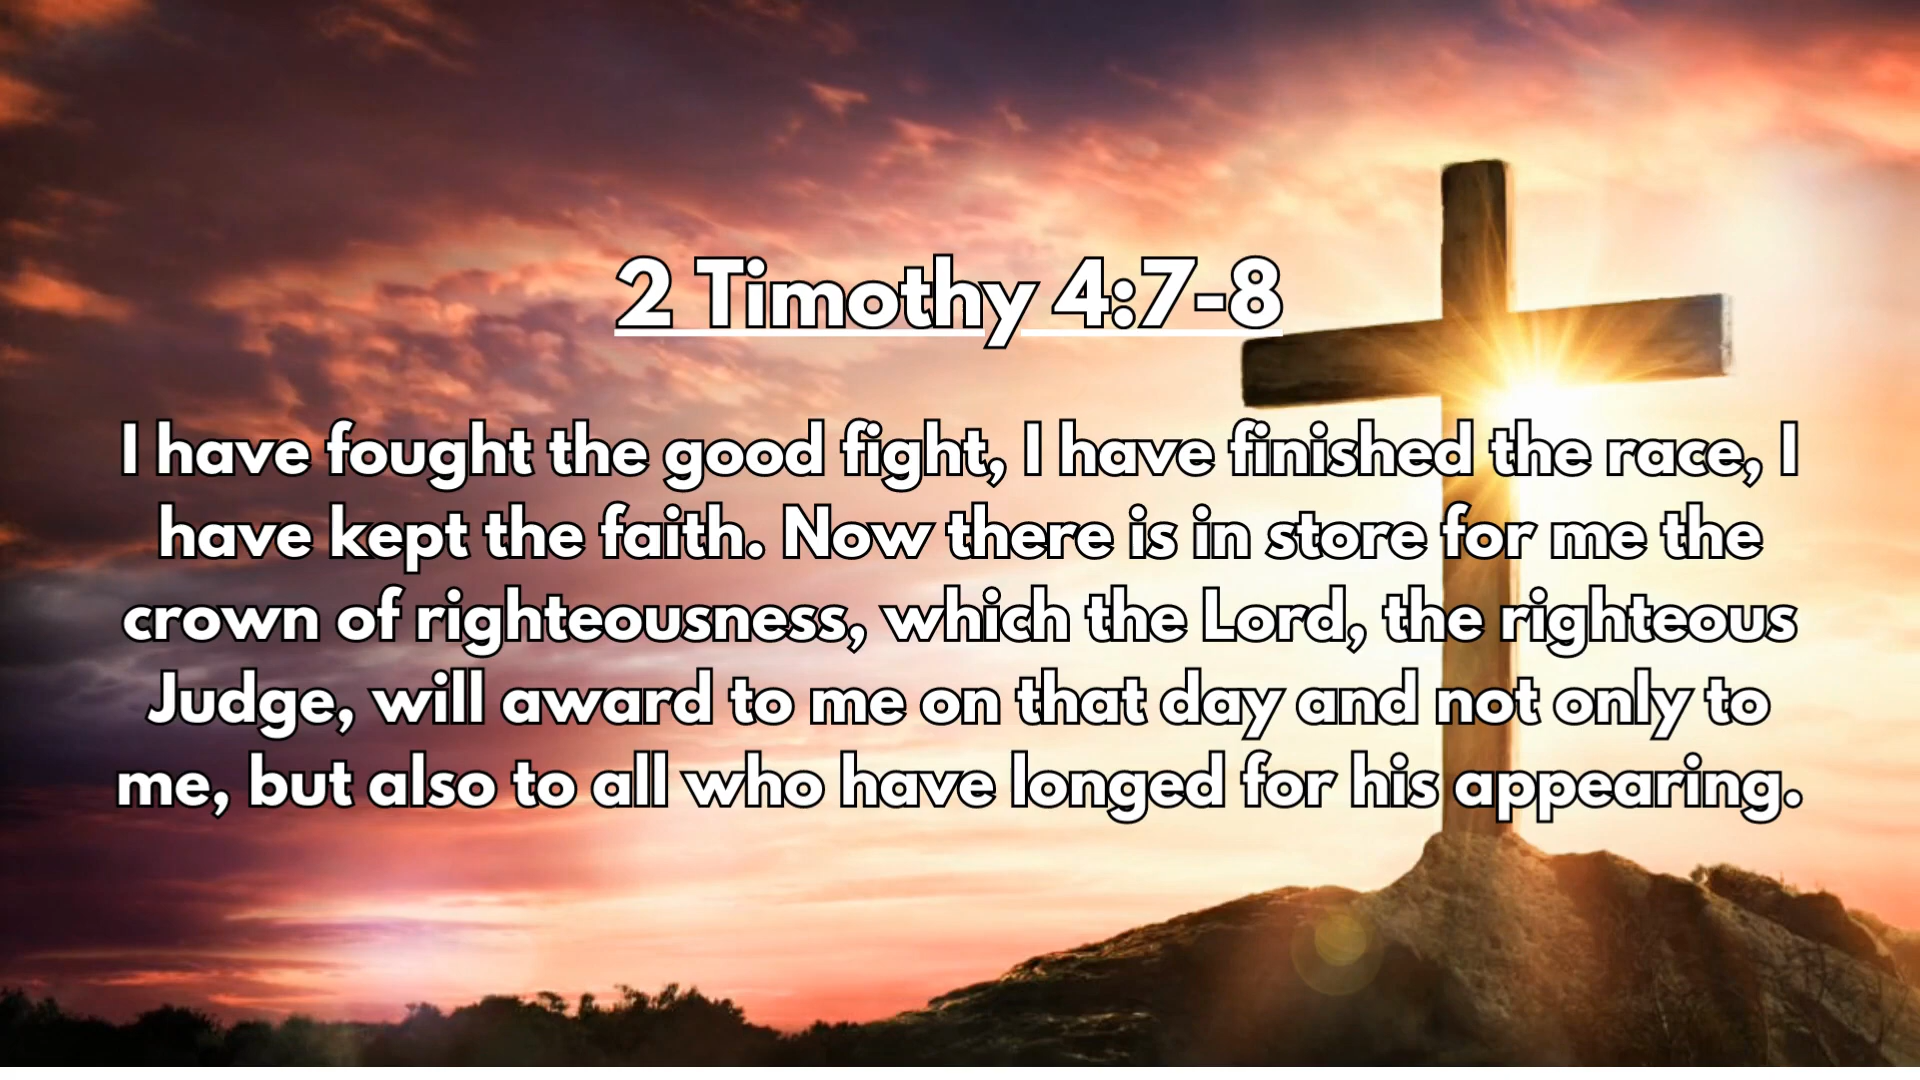 2 Timothy 4:7-8
I have fought the good fight, I have finished the race, I
have kept the faith. Now there is in store for me the
crown of righteousness, which the Lord, the righteous
Judge, will award to me on that day and not only to
me, but also to all who have longed for his appearing.